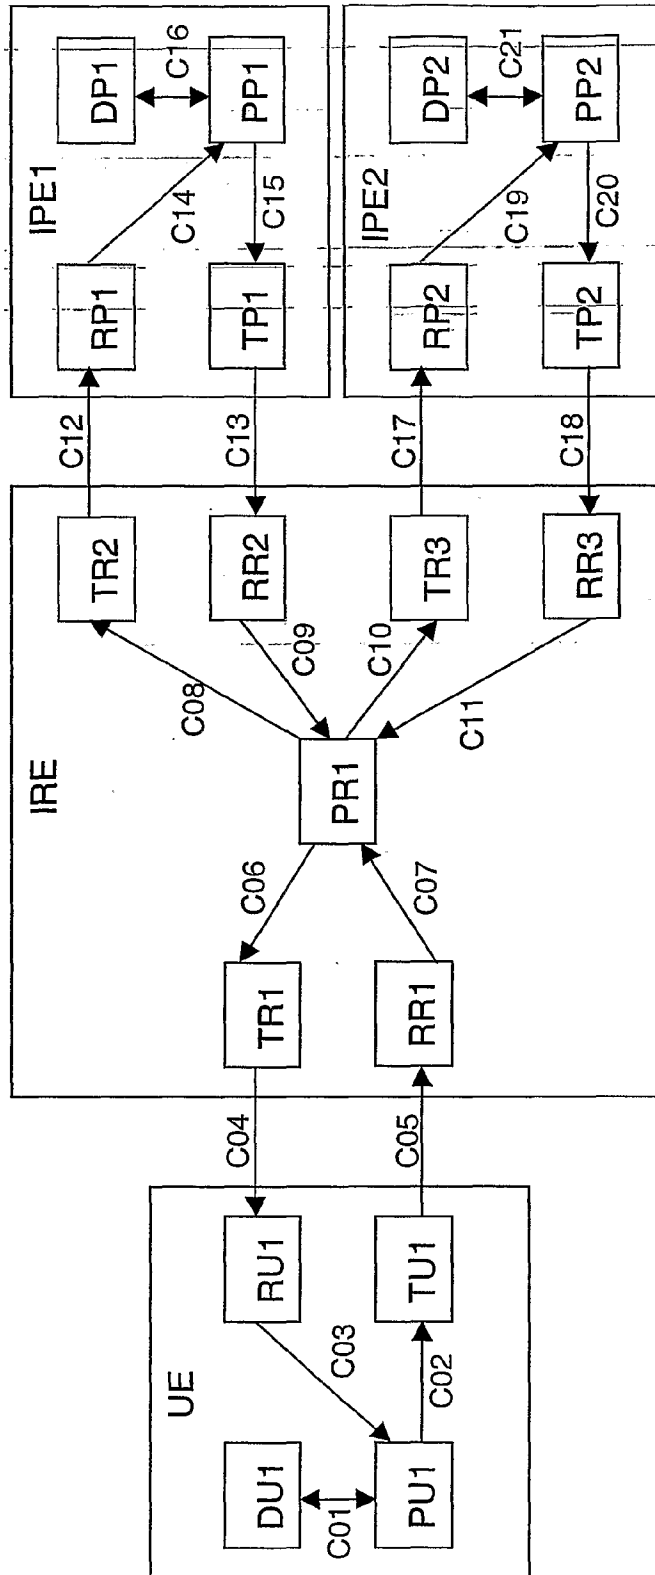 UE
DU1
C01
PU1
C03
C02
RU1
TU1
C04
C05
IRE
TR1
RR1
C06
C07
PR1
C08
C09
C10
C11
TR2
RR2
TR3
RR3
C12
C13
C17
C18
IPE1
RP1
TP1
C14
C15
DP1
C16
PP1
IPE2
RP2
TP2
C19
C20
DP2
C21
PP2